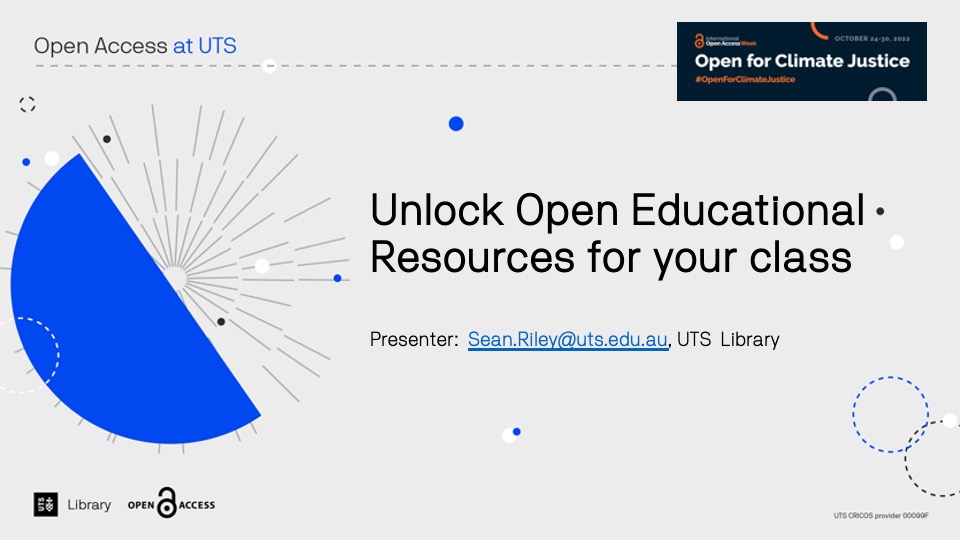 Open Access at UTS
International
Open Access Week
OCTOBER 24-30, 2022
Open for Climate Justice
#OpenForClimateJustice
Unlock Open Educational
Resources for your class
Presenter: Sean.Riley@uts.edu.au, UTS Library
UTS
Library
OPEN ACCESS
UTS CRICOS provider 00099F